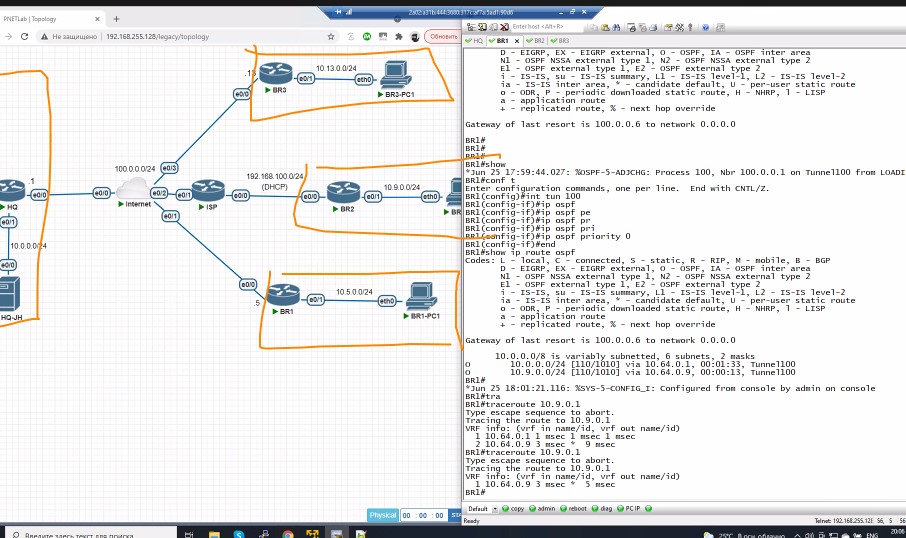 PNETLab | Topology
2a02:a31b:444:3680:317c:af7a:5ad1:90d6
Не защищено
192.168.255.128/legacy/topology
Обновить
Enter host <Alt+R>
HQ
BR1
BR2
BR3
10.13.0.0/24
e0/1
eth0
BR3
BR3-PC1
e0/0
100.0.0.0/24
e0/3
192.168.100.0/24
(DHCP)
10.9.0.0/24
.1
e0/0
e0/0
e0/2
e0/1
e0/0
e0/1
eth0
HQ
Internet
ISP
BR2
e0/1
e0/1
10.0.0.0/24
e0/0
e0/0
10.5.0.0/24
.5
e0/1
eth0
HQ-JH
BR1
BR1-PC1
Physical
00 : 00 : 00
D - EIGRP, EX - EIGRP external, O - OSPF, IA - OSPF inter area
N1 - OSPF NSSA external type 1, N2 - OSPF NSSA external type 2
E1 - OSPF external type 1, E2 - OSPF external type 2
i - IS-IS, su - IS-IS summary, L1 - IS-IS level-1, L2 - IS-IS level-2
ia - IS-IS inter area, * - candidate default, U - per-user static route
o - ODR, P - periodic downloaded static route, H - NHRP, l - LISP
a - application route
+ - replicated route, % - next hop override
Gateway of last resort is 100.0.0.6 to network 0.0.0.0
BR1#
BR1#
BR1#
BR1#show
*Jun 25 17:59:44.027: %OSPF-5-ADJCHG: Process 100, Nbr 100.0.0.1 on Tunnel100 from LOADI
BR1#conf t
Enter configuration commands, one per line. End with CNTL/Z.
BR1(config)#int tun 100
BR1(config-if)#ip ospf
BR1(config-if)#ip ospf pe
BR1(config-if)#ip ospf pr
BR1(config-if)#ip ospf pri
BR1(config-if)#ip ospf priority 0
BR1(config-if)#end
BR1#show ip route ospf
Codes: L - local, C - connected, S - static, R - RIP, M - mobile, B - BGP
D - EIGRP, EX - EIGRP external, O - OSPF, IA - OSPF inter area
N1 - OSPF NSSA external type 1, N2 - OSPF NSSA external type 2
E1 - OSPF external type 1, E2 - OSPF external type 2
i - IS-IS, su - IS-IS summary, L1 - IS-IS level-1, L2 - IS-IS level-2
ia - IS-IS inter area, * - candidate default, U - per-user static route
o - ODR, P - periodic downloaded static route, H - NHRP, l - LISP
a - application route
+ - replicated route, % - next hop override
Gateway of last resort is 100.0.0.6 to network 0.0.0.0
10.0.0.0/8 is variably subnetted, 6 subnets, 2 masks
O 10.0.0.0/24 [110/1010] via 10.64.0.1, 00:01:33, Tunnel100
O 10.9.0.0/24 [110/1010] via 10.64.0.9, 00:00:13, Tunnel100
BR1#
*Jun 25 18:01:21.116: %SYS-5-CONFIG_I: Configured from console by admin on console
BR1#tra
BR1#traceroute 10.9.0.1
Type escape sequence to abort.
Tracing the route to 10.9.0.1
VRF info: (vrf in name/id, vrf out name/id)
1 10.64.0.1 1 msec 1 msec 1 msec
2 10.64.0.9 3 msec * 9 msec
BR1#traceroute 10.9.0.1
Type escape sequence to abort.
Tracing the route to 10.9.0.1
VRF info: (vrf in name/id, vrf out name/id)
1 10.64.0.9 3 msec * 5 msec
BR1#
Default copy admin reboot diag PC IP
Ready
Telnet: 192.168.255.128 56, 5 56
Введите здесь текст для поиска
25°C
ENG
20:06